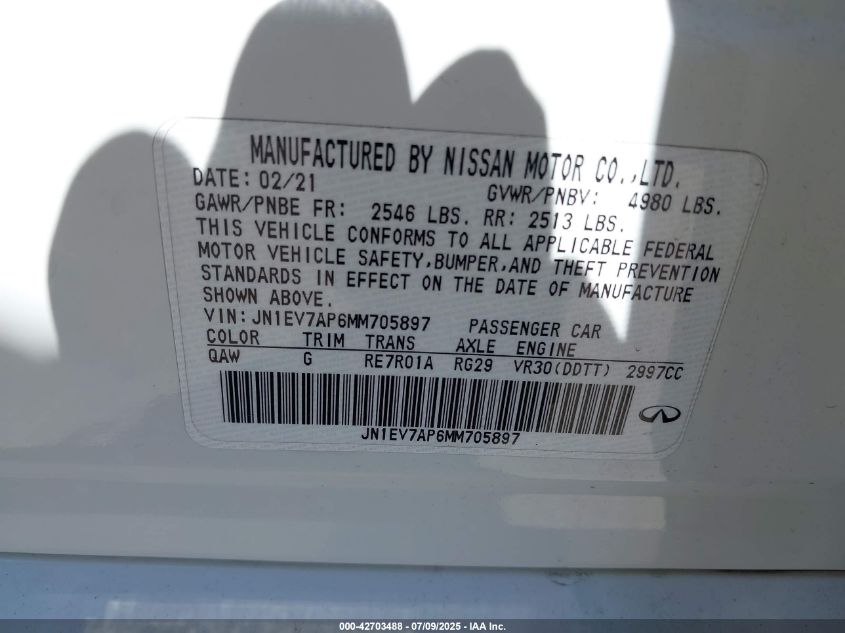 MANUFACTURED BY NISSAN MOTOR CO.,LTD.
DATE: 02/21 GVWR/PNBV: 4980 LBS.
GAWR/PNBE FR: 2546 LBS. RR: 2513 LBS.
THIS VEHICLE CONFORMS TO ALL APPLICABLE FEDERAL
MOTOR VEHICLE SAFETY,BUMPER,AND THEFT PREVENTION
STANDARDS IN EFFECT ON THE DATE OF MANUFACTURE
SHOWN ABOVE.
VIN: JN1EV7AP6MM705897 PASSENGER CAR
COLOR TRIM TRANS AXLE ENGINE
QAW G RE7R01A RG29 VR30(DDTT) 2997CC
JN1EV7AP6MM705897
000-42703488 - 07/09/2025 - IAA Inc.